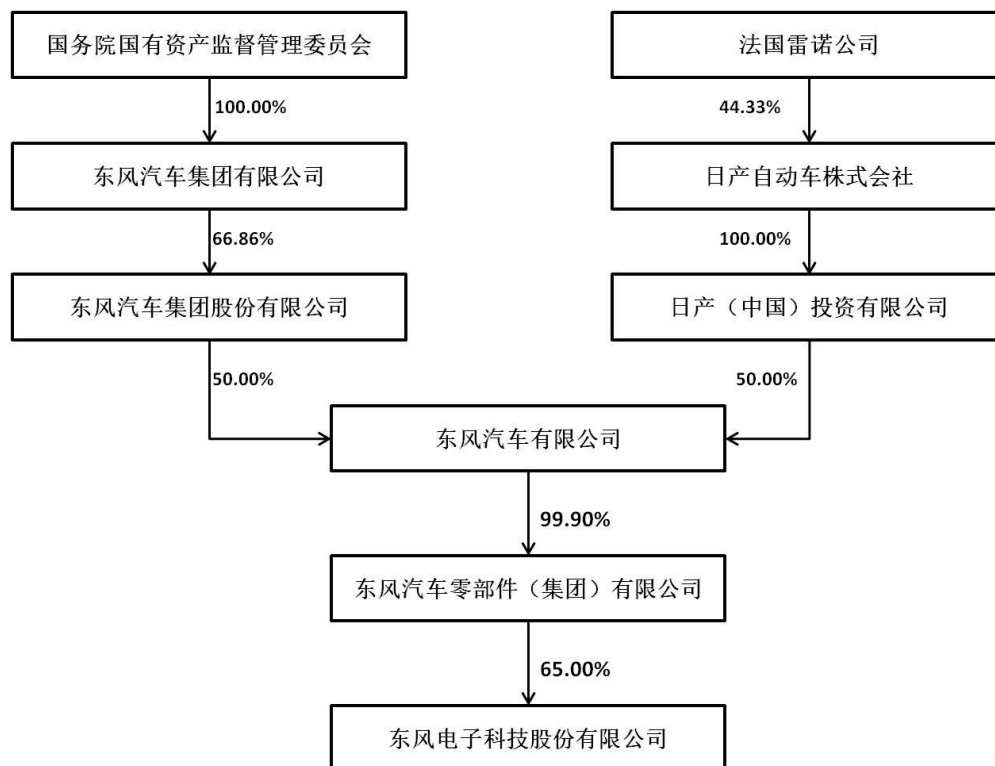 国务院国有资产监督管理委员会
法国雷诺公司
100.00%
44.33%
东风汽车集团有限公司
日产自动车株式会社
66.86%
100.00%
东风汽车集团股份有限公司
日产（中国）投资有限公司
50.00%
50.00%
东风汽车有限公司
99.90%
东风汽车零部件（集团）有限公司
65.00%
东风电子科技股份有限公司